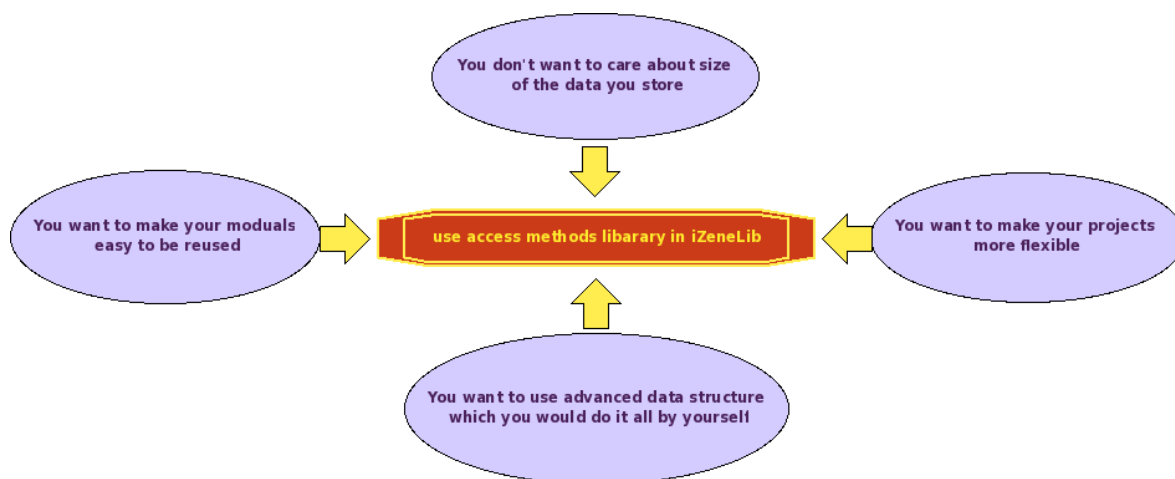 You don't want to care about size
of the data you store
You want to make your moduals
easy to be reused
use access methods libarary in iZeneLib
You want to make your projects
more flexible
You want to use advanced data structure
which you would do it all by yourself